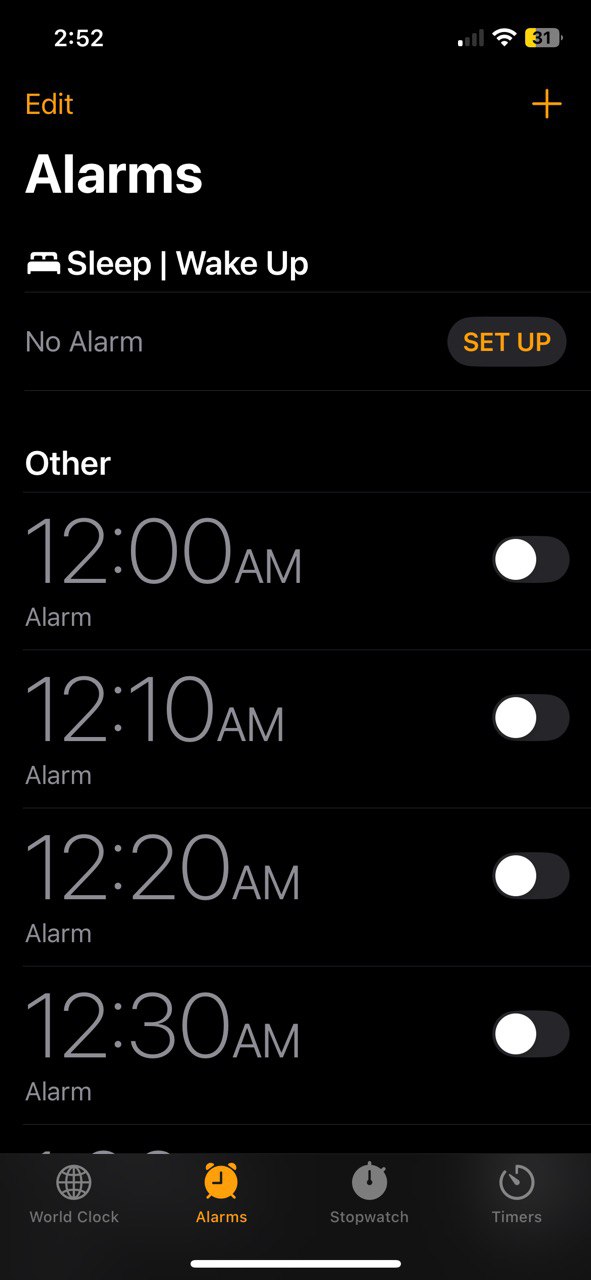 2:52
31
Edit
Alarms
Sleep | Wake Up
No Alarm
SET UP
Other
12:00AM
Alarm
12:10AM
Alarm
12:20AM
Alarm
12:30AM
Alarm
World Clock
Alarms
Stopwatch
Timers